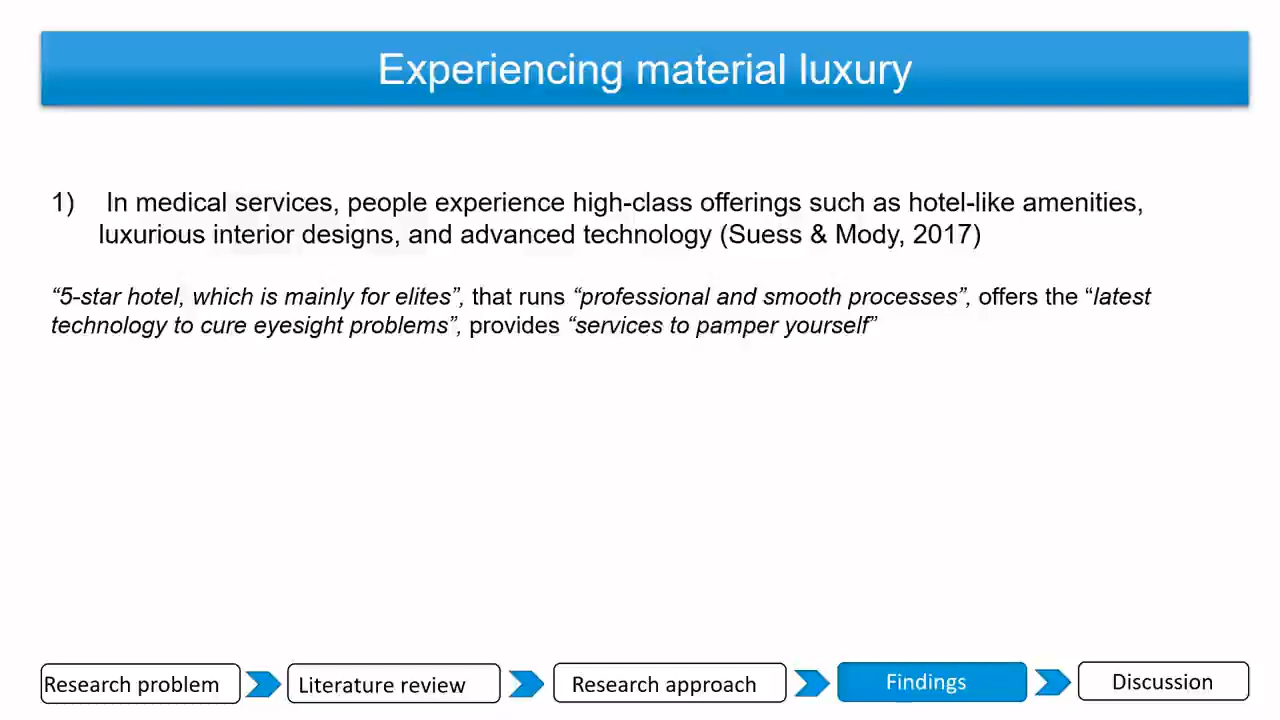 Experiencing material luxury
1) In medical services, people experience high-class offerings such as hotel-like amenities,
luxurious interior designs, and advanced technology (Suess & Mody, 2017)
“5-star hotel, which is mainly for elites”, that runs “professional and smooth processes”, offers the “latest
technology to cure eyesight problems”, provides “services to pamper yourself”
Research problem
Literature review
Research approach
Findings
Discussion